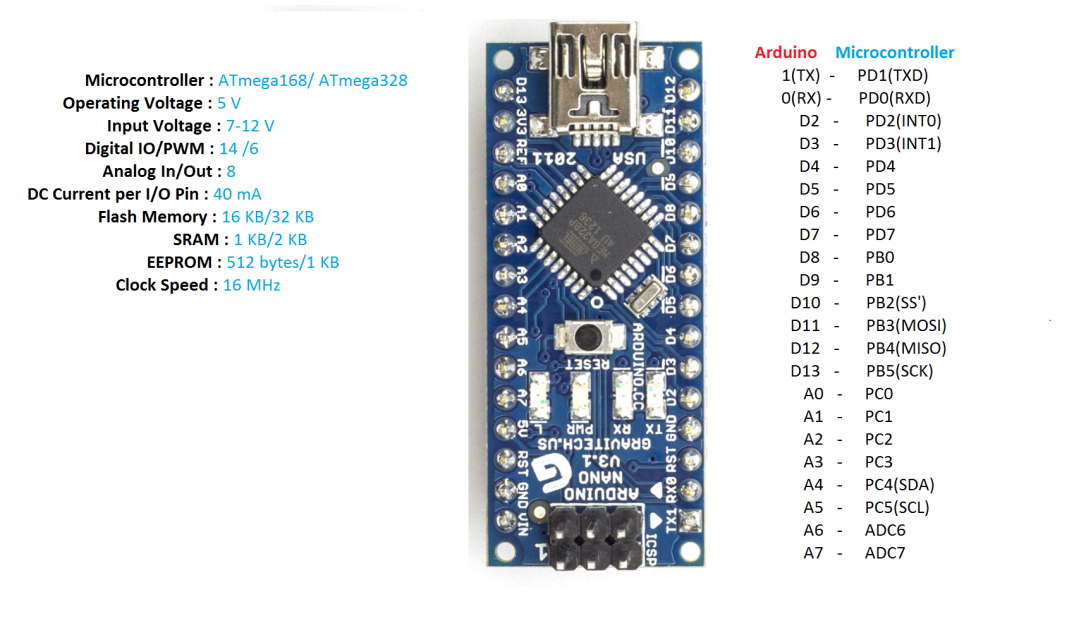 Microcontroller : ATmega168/ ATmega328
Operating Voltage : 5 V
Input Voltage : 7-12 V
Digital IO/PWM : 14 /6
Analog In/Out : 8
DC Current per I/O Pin : 40 mA
Flash Memory : 16 KB/32 KB
SRAM : 1 KB/2 KB
EEPROM : 512 bytes/1 KB
Clock Speed : 16 MHz
D13
3V3
REF
A0
A1
A2
A3
A4
A5
A6
A7
5V
RST
GND
VIN
D12
D11
D10
D8
D7
D6
D5
D4
D3
D2
GND
RST
RX0
TX1
USA
2011
ARDUINO.CC
RESET
TX
RX
PWR
L
GRAVITECH.US
ARDUINO
NANO
V3.1
G
ICSP
1
Arduino Microcontroller
1(TX) - PD1(TXD)
0(RX) - PD0(RXD)
D2 - PD2(INT0)
D3 - PD3(INT1)
D4 - PD4
D5 - PD5
D6 - PD6
D7 - PD7
D8 - PB0
D9 - PB1
D10 - PB2(SS')
D11 - PB3(MOSI)
D12 - PB4(MISO)
D13 - PB5(SCK)
A0 - PC0
A1 - PC1
A2 - PC2
A3 - PC3
A4 - PC4(SDA)
A5 - PC5(SCL)
A6 - ADC6
A7 - ADC7